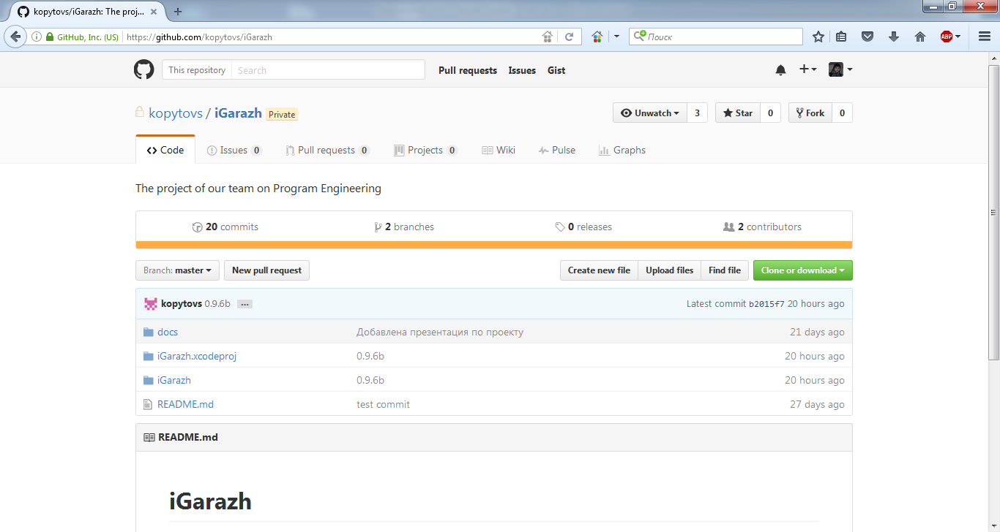 kopytovs/iGarazh: The proj...
GitHub, Inc. (US) https://github.com/kopytovs/iGarazh Поиск ABP
This repository Search Pull requests Issues Gist
kopytovs / iGarazh Private Unwatch 3 Star 0 Fork 0
Code Issues 0 Pull requests 0 Projects 0 Wiki Pulse Graphs
The project of our team on Program Engineering
20 commits 2 branches 0 releases 2 contributors
Branch: master New pull request Create new file Upload files Find file Clone or download
kopytovs 0.9.6b ... Latest commit b2015f7 20 hours ago
docs Добавлена презентация по проекту 21 days ago
iGarazh.xcodeproj 0.9.6b 20 hours ago
iGarazh 0.9.6b 20 hours ago
README.md test commit 27 days ago
README.md
iGarazh